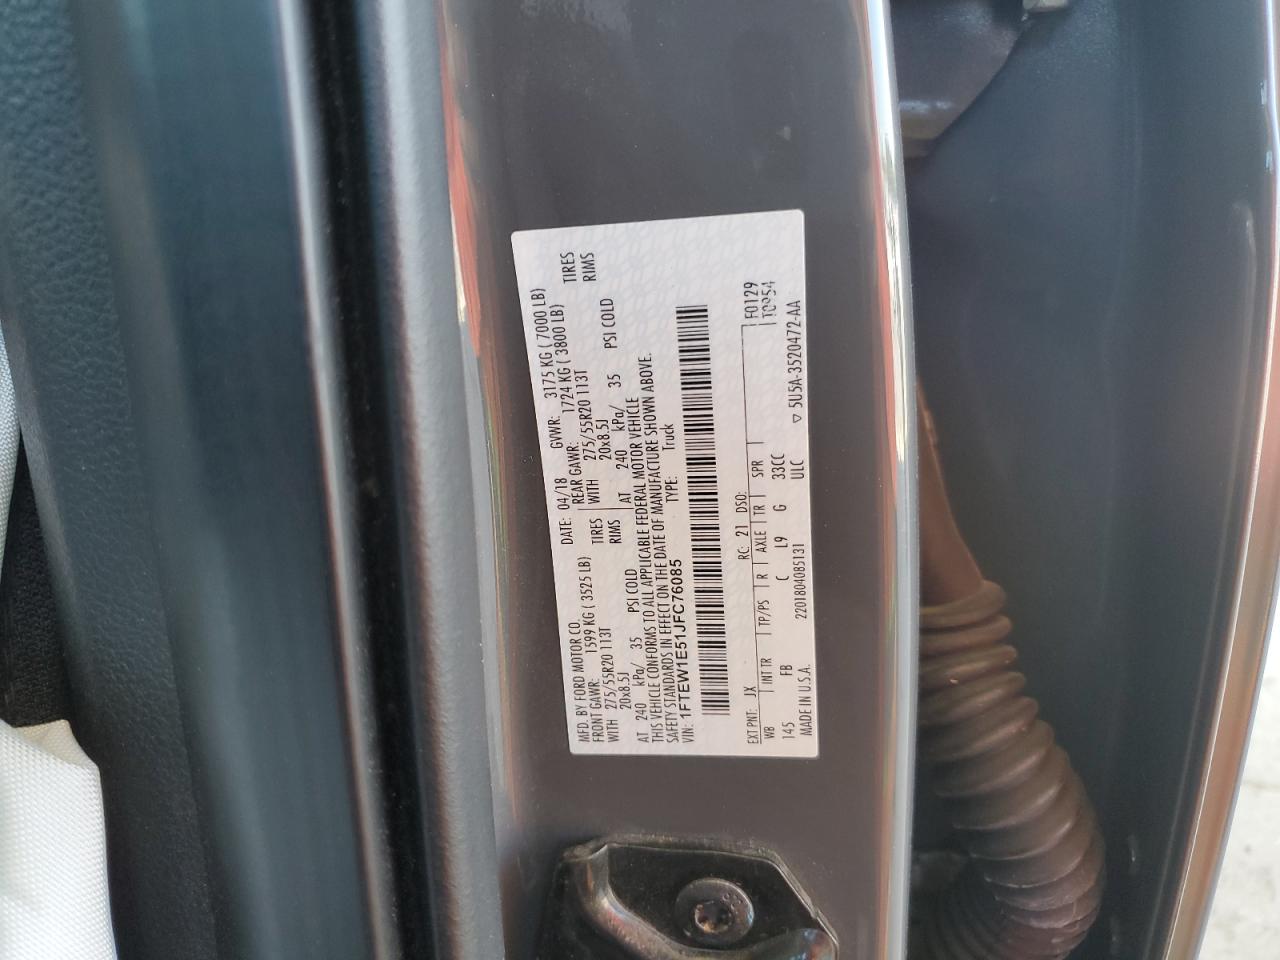 MFD. BY FORD MOTOR CO.
DATE: 04/18 GVWR: 3175 KG ( 7000 LB)
FRONT GAWR: 1599 KG ( 3525 LB) REAR GAWR: 1724 KG ( 3800 LB)
WITH 275/55R20 113T TIRES WITH 275/55R20 113T TIRES
20x8.5J RIMS 20x8.5J RIMS
AT 240 kPa/ 35 PSI COLD AT 240 kPa/ 35 PSI COLD
THIS VEHICLE CONFORMS TO ALL APPLICABLE FEDERAL MOTOR VEHICLE
SAFETY STANDARDS IN EFFECT ON THE DATE OF MANUFACTURE SHOWN ABOVE.
VIN: 1FTEW1E51JFC76085 TYPE: Truck
EXT PNT: JX RC: 21 DSO: F0129
WB INT TR TP/PS R AXLE TR SPR T0954
145 FB C L9 G 33CC
MADE IN U.S.A. 220180408513I ULC ▽ 5U5A-3520472-AA